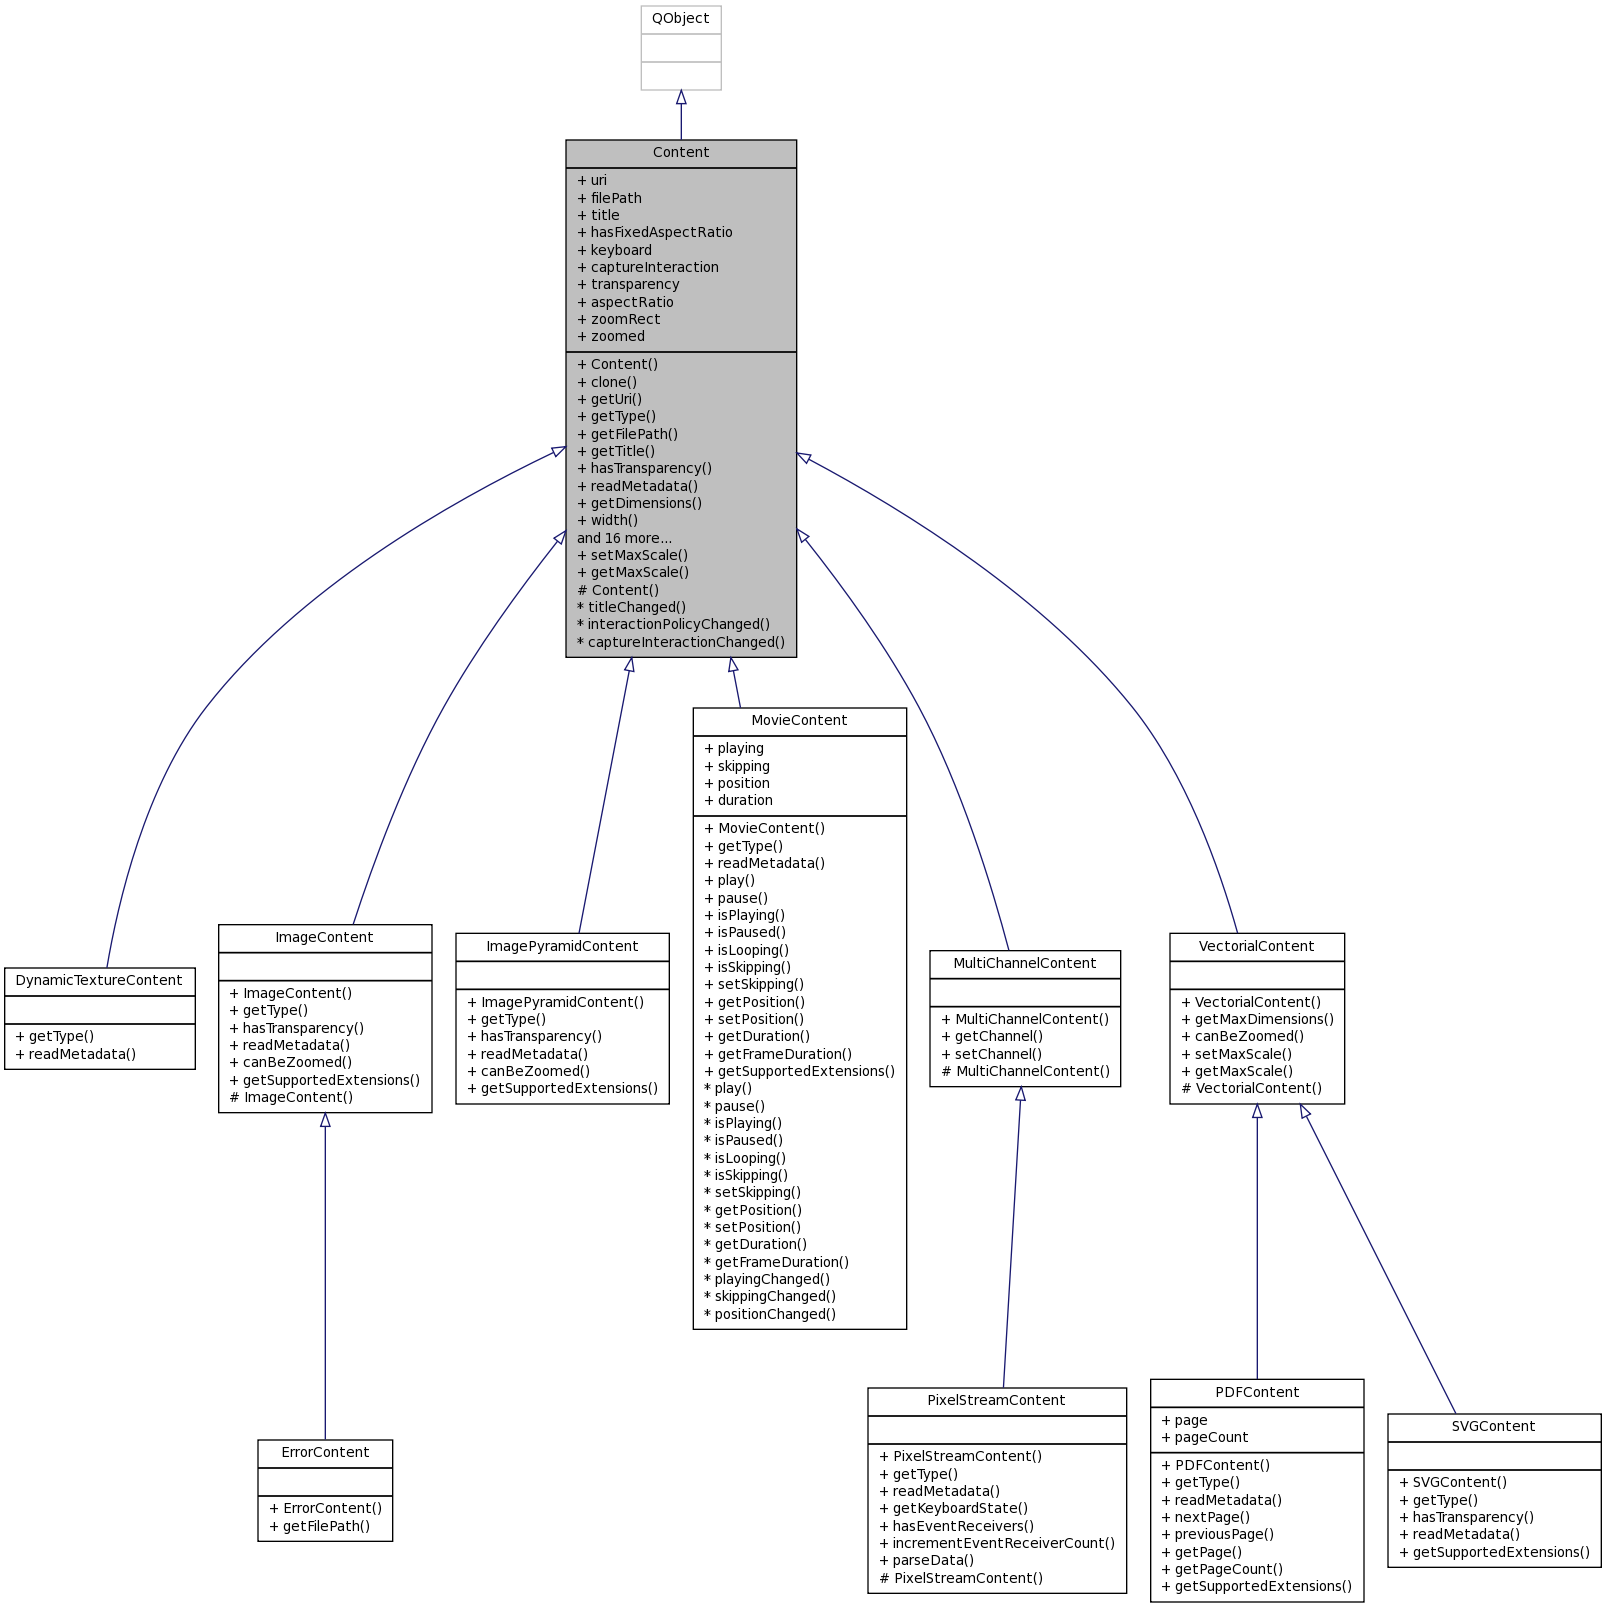 QObject
Content
+ uri
+ filePath
+ title
+ hasFixedAspectRatio
+ keyboard
+ captureInteraction
+ transparency
+ aspectRatio
+ zoomRect
+ zoomed
+ Content()
+ clone()
+ getUri()
+ getType()
+ getFilePath()
+ getTitle()
+ hasTransparency()
+ readMetadata()
+ getDimensions()
+ width()
and 16 more...
+ setMaxScale()
+ getMaxScale()
# Content()
* titleChanged()
* interactionPolicyChanged()
* captureInteractionChanged()
DynamicTextureContent
+ getType()
+ readMetadata()
ImageContent
+ ImageContent()
+ getType()
+ hasTransparency()
+ readMetadata()
+ canBeZoomed()
+ getSupportedExtensions()
# ImageContent()
ImagePyramidContent
+ ImagePyramidContent()
+ getType()
+ hasTransparency()
+ readMetadata()
+ canBeZoomed()
+ getSupportedExtensions()
MovieContent
+ playing
+ skipping
+ position
+ duration
+ MovieContent()
+ getType()
+ readMetadata()
+ play()
+ pause()
+ isPlaying()
+ isPaused()
+ isLooping()
+ isSkipping()
+ setSkipping()
+ getPosition()
+ setPosition()
+ getDuration()
+ getFrameDuration()
+ getSupportedExtensions()
* play()
* pause()
* isPlaying()
* isPaused()
* isLooping()
* isSkipping()
* setSkipping()
* getPosition()
* setPosition()
* getDuration()
* getFrameDuration()
* playingChanged()
* skippingChanged()
* positionChanged()
MultiChannelContent
+ MultiChannelContent()
+ getChannel()
+ setChannel()
# MultiChannelContent()
VectorialContent
+ VectorialContent()
+ getMaxDimensions()
+ canBeZoomed()
+ setMaxScale()
+ getMaxScale()
# VectorialContent()
ErrorContent
+ ErrorContent()
+ getFilePath()
PixelStreamContent
+ PixelStreamContent()
+ getType()
+ readMetadata()
+ getKeyboardState()
+ hasEventReceivers()
+ incrementEventReceiverCount()
+ parseData()
# PixelStreamContent()
PDFContent
+ page
+ pageCount
+ PDFContent()
+ getType()
+ readMetadata()
+ nextPage()
+ previousPage()
+ getPage()
+ getPageCount()
+ getSupportedExtensions()
SVGContent
+ SVGContent()
+ getType()
+ hasTransparency()
+ readMetadata()
+ getSupportedExtensions()